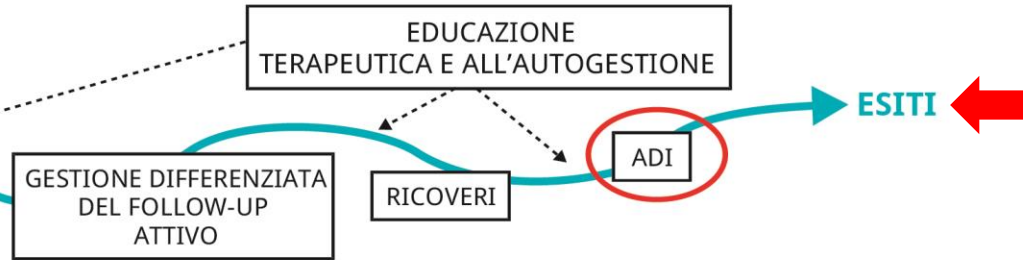 EDUCAZIONE
TERAPEUTICA E ALL'AUTOGESTIONE
ESITI
ADI
GESTIONE DIFFERENZIATA
DEL FOLLOW-UP
ATTIVO
RICOVERI